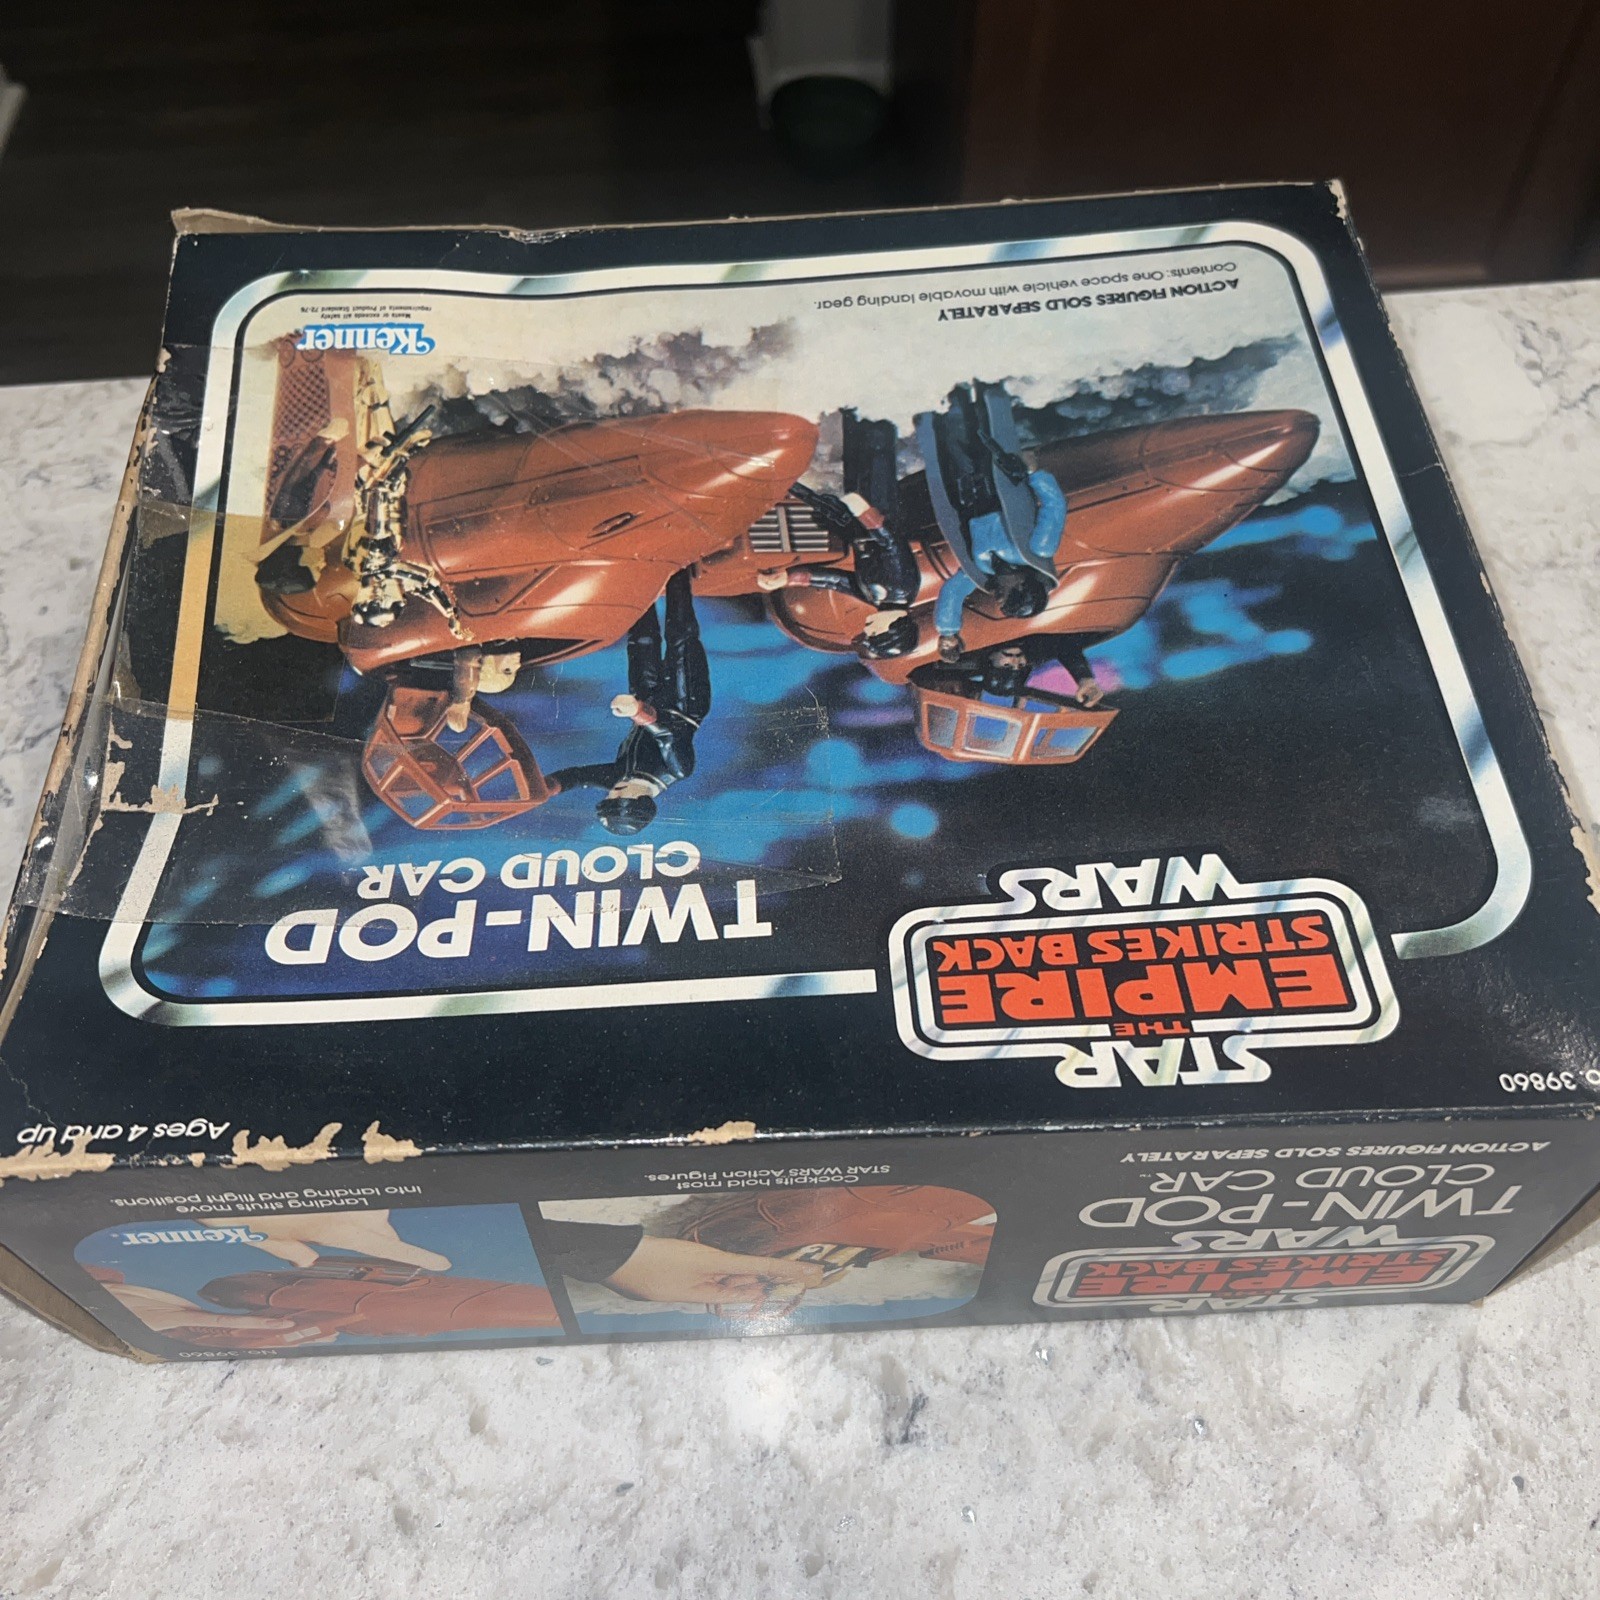 No. 39860
STAR
THE
EMPIRE
STRIKES BACK
WARS
TWIN-POD
CLOUD CAR
ACTION FIGURES SOLD SEPARATELY
Contents: One space vehicle with movable landing gear.
Kenner
Meets or exceeds all safety
requirements of Product Standard 72-76
Ages 4 and up
STAR
EMPIRE
STRIKES BACK
WARS
TWIN-POD
CLOUD CAR™
ACTION FIGURES SOLD SEPARATELY
Cockpits hold most
STAR WARS Action Figures.
Landing struts move
into landing and flight positions.
Kenner
No. 39860